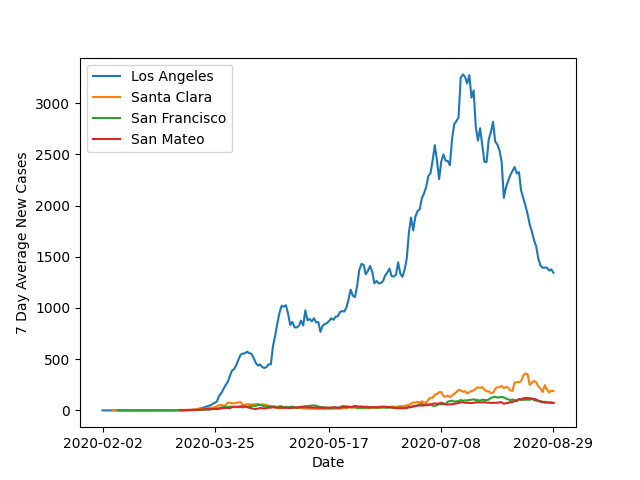 Los Angeles
Santa Clara
San Francisco
San Mateo
3000
2500
2000
1500
1000
500
0
7 Day Average New Cases
2020-02-02 2020-03-25 2020-05-17 2020-07-08 2020-08-29
Date